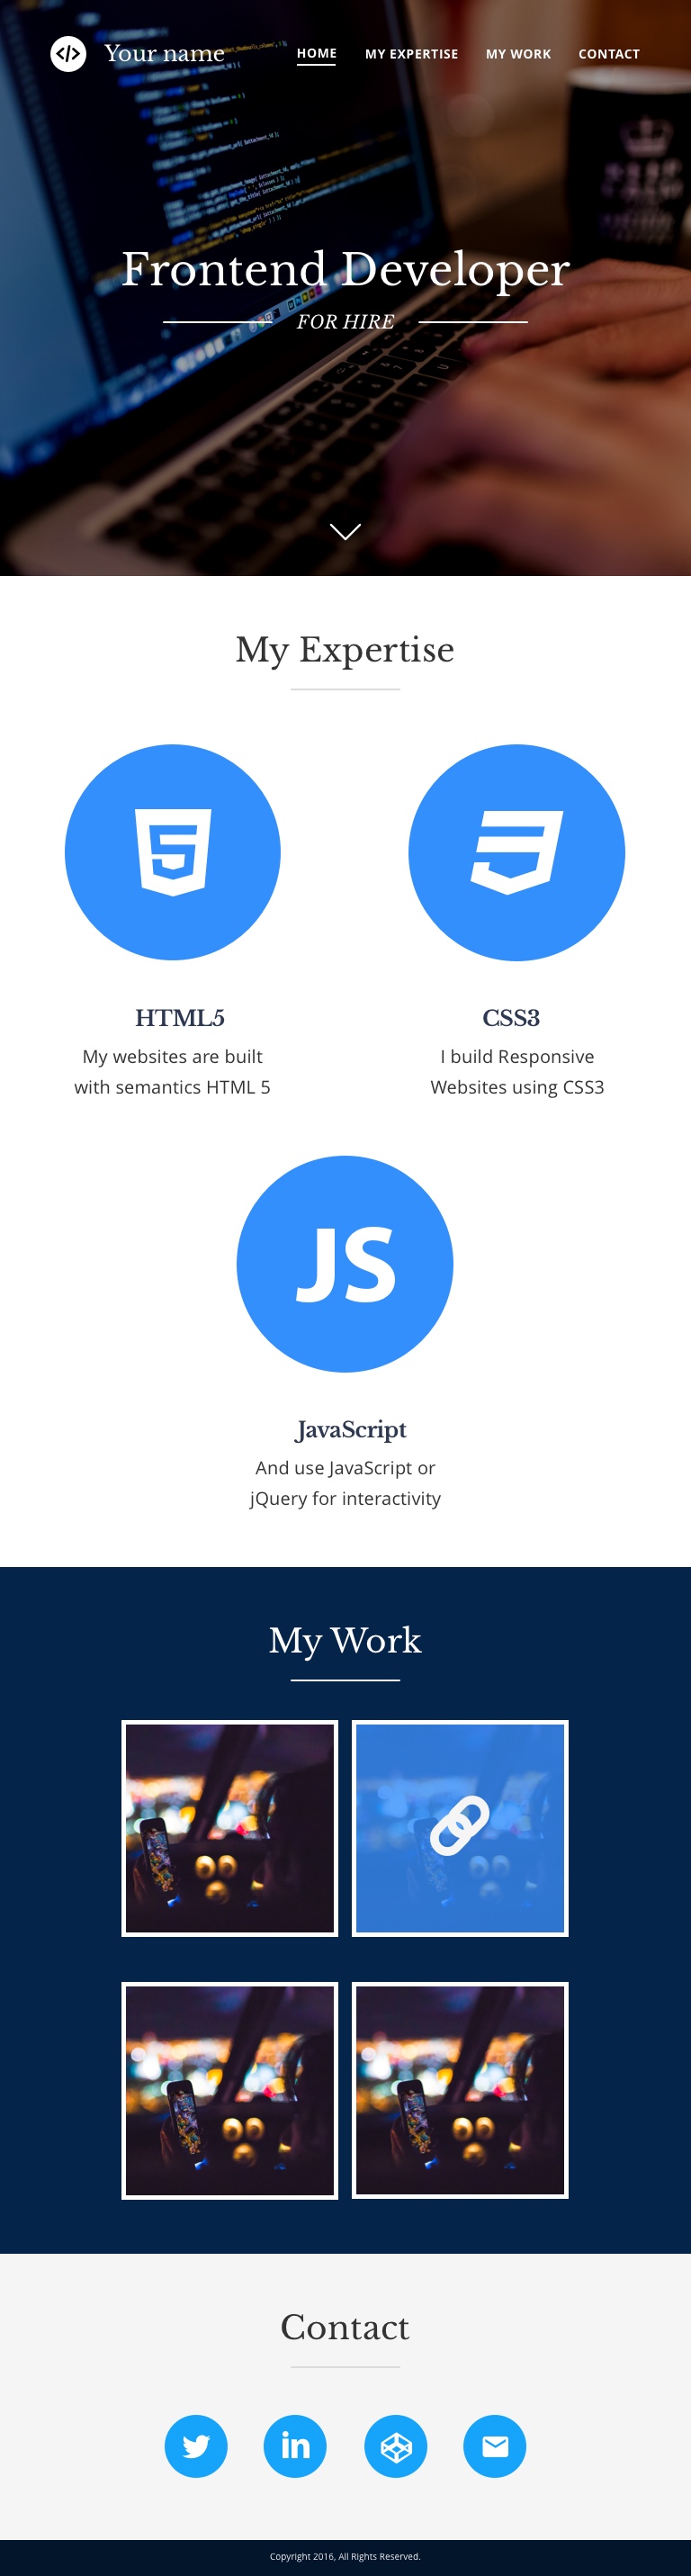 </> Your name
HOME MY EXPERTISE MY WORK CONTACT
Frontend Developer
FOR HIRE
My Expertise
HTML5
My websites are built
with semantics HTML 5
CSS3
I build Responsive
Websites using CSS3
JS
JavaScript
And use JavaScript or
jQuery for interactivity
My Work
Contact
in
Copyright 2016, All Rights Reserved.